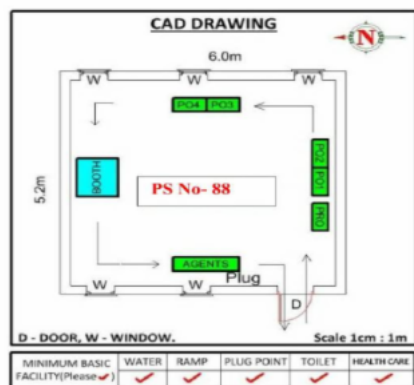 CAD DRAWING
N
6.0m
W W W
PO4 PO3
5.2m
BOOTH
PO2
PO1
PS No- 88
PRO
AGENTS
Plug
W W
D
D - DOOR, W - WINDOW.
Scale 1cm : 1m
MINIMUM BASIC FACILITY(Please ✓) WATER RAMP PLUG POINT TOILET HEALTH CARE
✓ ✓ ✓ ✓ ✓